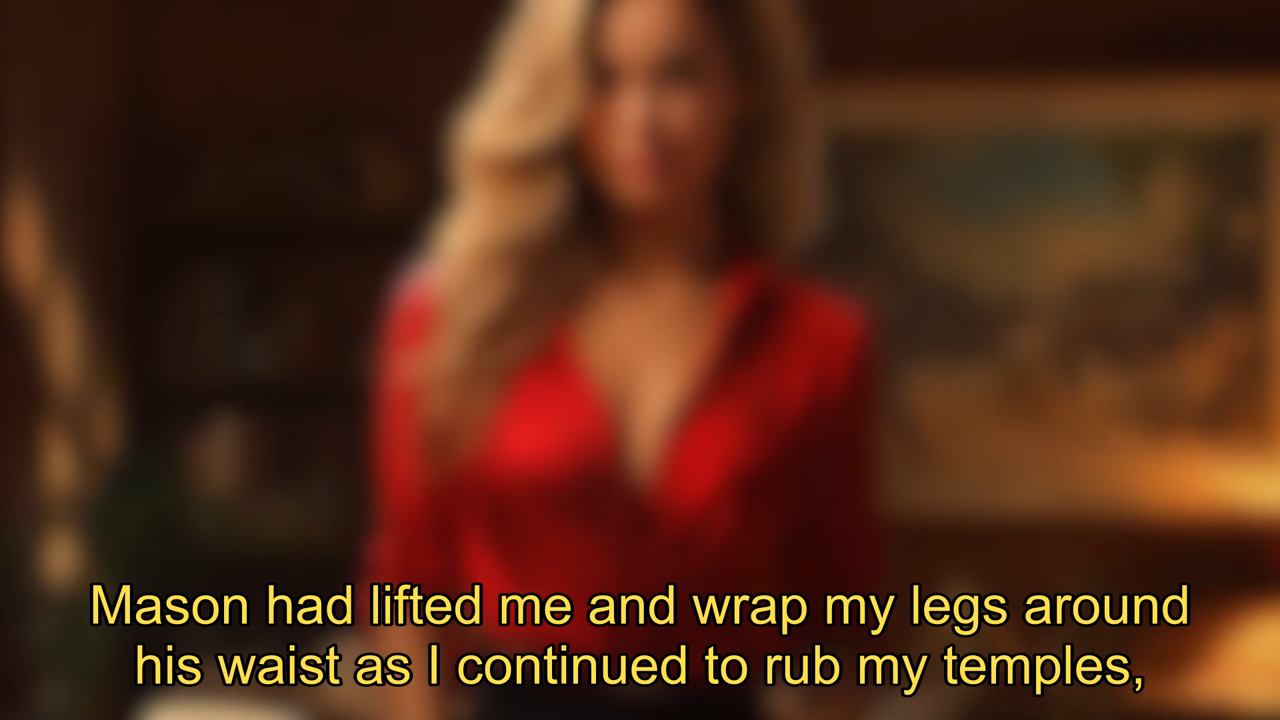 Mason had lifted me and wrap my legs around
his waist as I continued to rub my temples,